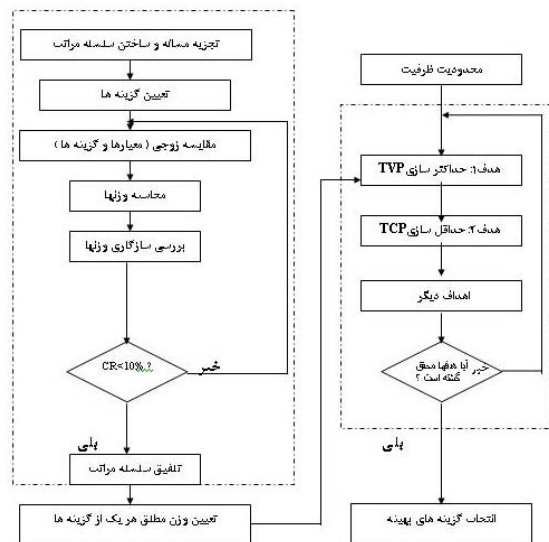 تجزیه مساله و ساختن سلسله مراتب
تعیین گزینه ها
مقایسه زوجی ( معیارها و گزینه ها )
محاسبه وزنها
بررسی سازگاری وزنها
CR<10% ?
خیر
بلی
تلفیق سلسله مراتب
تعیین وزن مطلق هر یک از گزینه ها
محدودیت ظرفیت
هدف۱: حداکثر سازی TVP
هدف۲: حداقل سازی TCP
اهداف دیگر
آیا هدفها محقق
گشته است ؟
خیر
بلی
انتخاب گزینه های بهینه